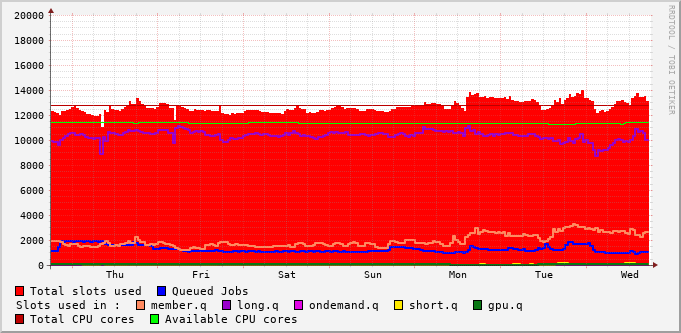 RRDTOOL / TOBI OETIKER
20000
18000
16000
14000
12000
10000
8000
6000
4000
2000
0
Thu Fri Sat Sun Mon Tue Wed
Total slots used Queued Jobs
Slots used in : member.q long.q ondemand.q short.q gpu.q
Total CPU cores Available CPU cores